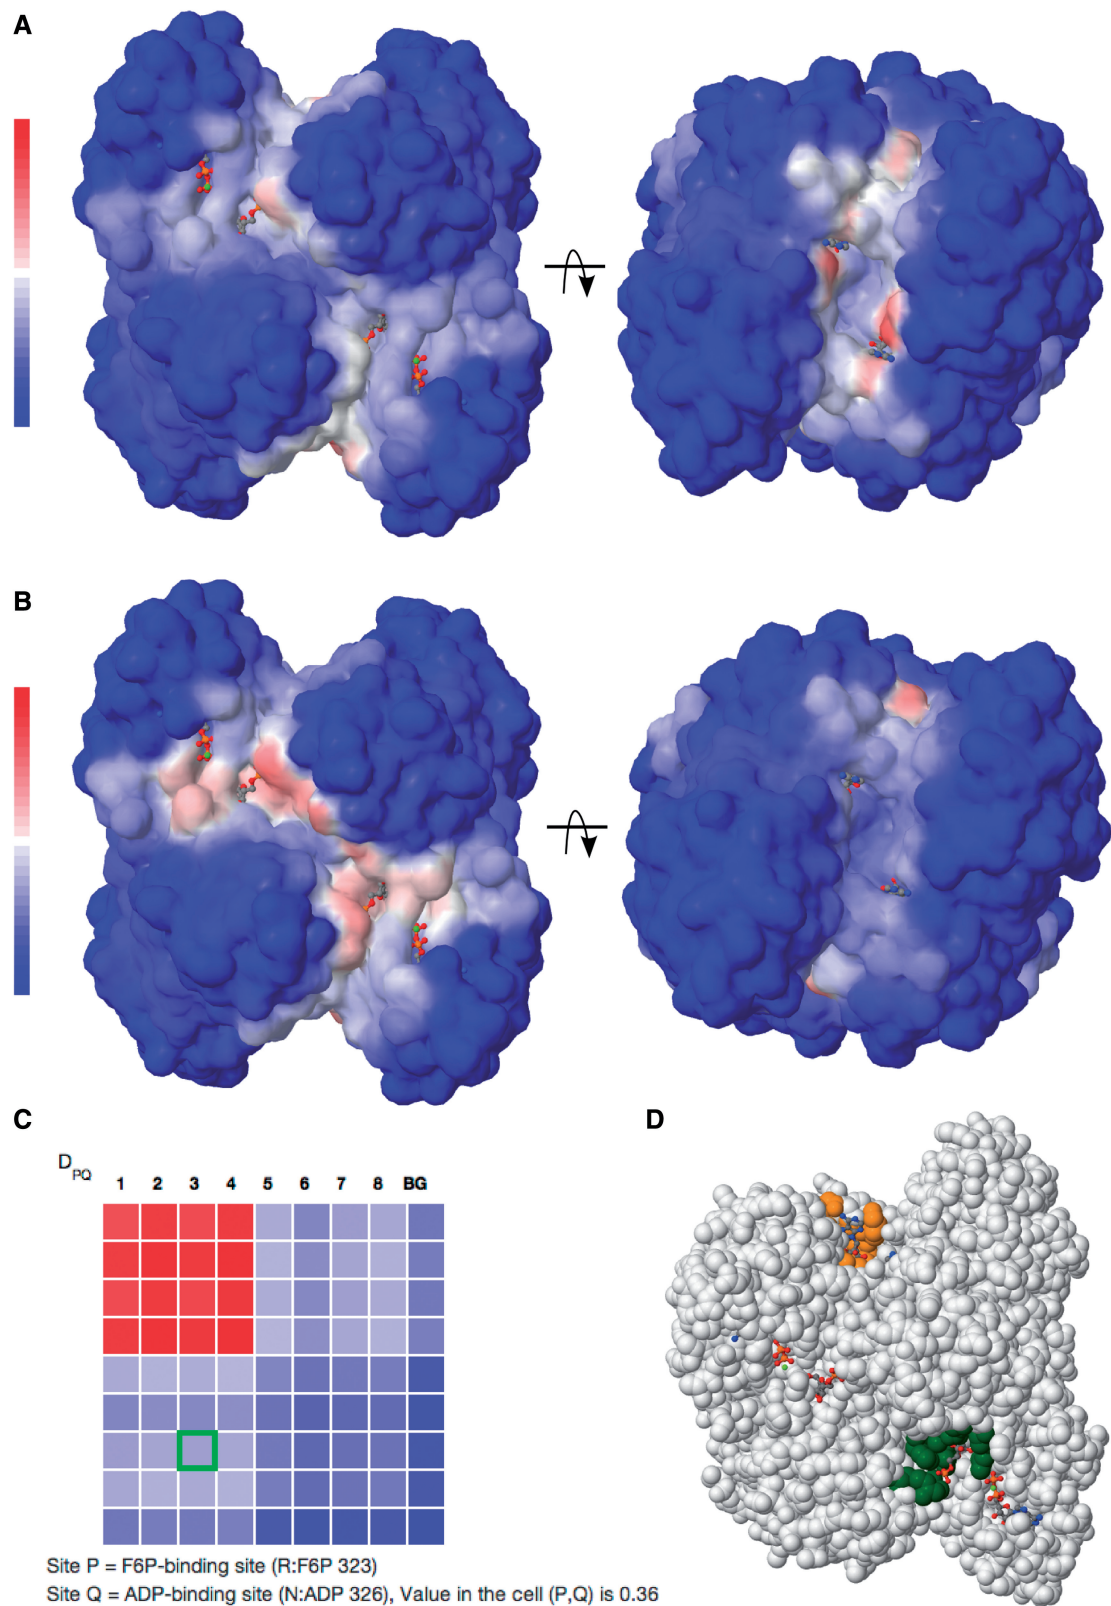 A
B
C
D
D PQ
1 2 3 4 5 6 7 8 BG
Site P = F6P-binding site (R:F6P 323)
Site Q = ADP-binding site (N:ADP 326), Value in the cell (P,Q) is 0.36